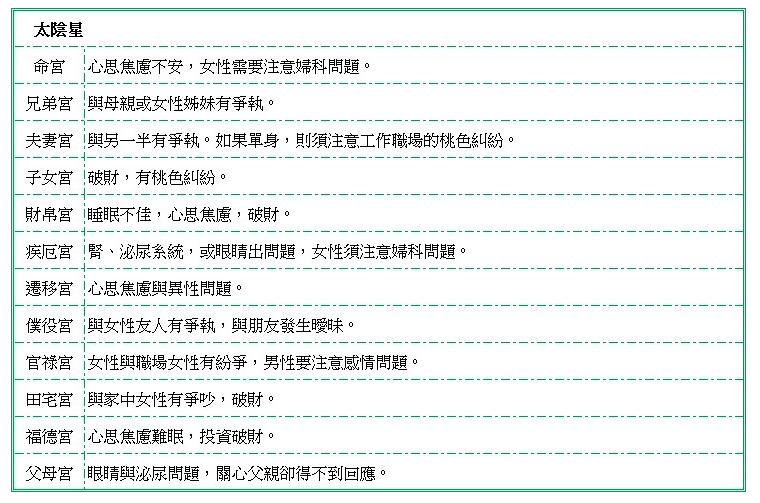 太陰星
命宮 心思焦慮不安，女性需要注意婦科問題。
兄弟宮 與母親或女性姊妹有爭執。
夫妻宮 與另一半有爭執。如果單身，則須注意工作職場的桃色糾紛。
子女宮 破財，有桃色糾紛。
財帛宮 睡眠不佳，心思焦慮，破財。
疾厄宮 腎、泌尿系統，或眼睛出問題，女性須注意婦科問題。
遷移宮 心思焦慮與異性問題。
僕役宮 與女性友人有爭執，與朋友發生曖昧。
官祿宮 女性與職場女性有紛爭，男性要注意感情問題。
田宅宮 與家中女性有爭吵，破財。
福德宮 心思焦慮難眠，投資破財。
父母宮 眼睛與泌尿問題，關心父親卻得不到回應。